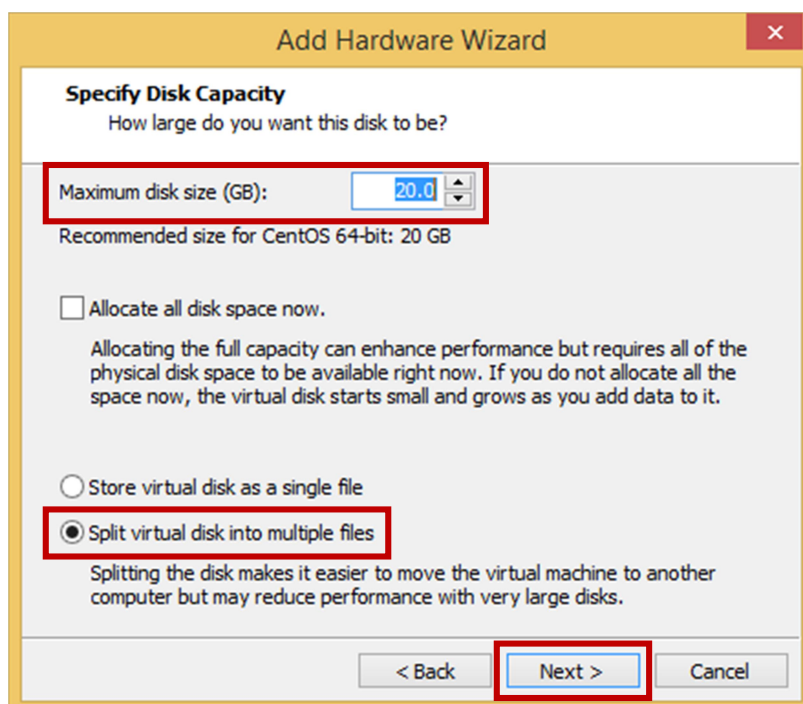 Add Hardware Wizard
Specify Disk Capacity
How large do you want this disk to be?
Maximum disk size (GB): 20.0
Recommended size for CentOS 64-bit: 20 GB
Allocate all disk space now.
Allocating the full capacity can enhance performance but requires all of the
physical disk space to be available right now. If you do not allocate all the
space now, the virtual disk starts small and grows as you add data to it.
Store virtual disk as a single file
Split virtual disk into multiple files
Splitting the disk makes it easier to move the virtual machine to another
computer but may reduce performance with very large disks.
< Back Next > Cancel